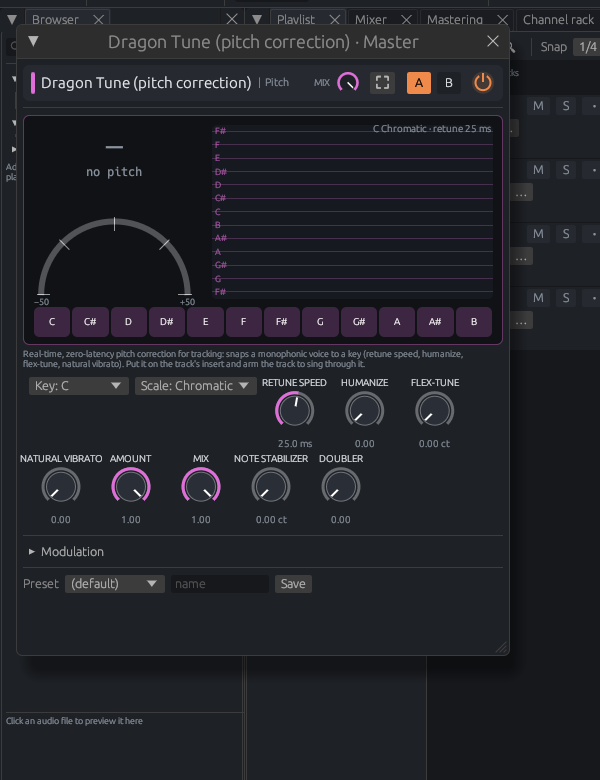 Browser
Playlist
Mixer
Mastering
Channel rack
Dragon Tune (pitch correction) · Master
Snap
1/4
Dragon Tune (pitch correction) | Pitch
MIX
A
B
M
S
C Chromatic · retune 25 ms
F#
F
E
D#
D
C#
C
B
A#
A
G#
G
F#
—
no pitch
−50
+50
M
S
...
M
S
...
M
S
...
C
C#
D
D#
E
F
F#
G
G#
A
A#
B
Real-time, zero-latency pitch correction for tracking: snaps a monophonic voice to a key (retune speed, humanize,
flex-tune, natural vibrato). Put it on the track's insert and arm the track to sing through it.
Key: C
Scale: Chromatic
RETUNE SPEED
HUMANIZE
FLEX-TUNE
25.0 ms
0.00
0.00 ct
NATURAL VIBRATO
AMOUNT
MIX
NOTE STABILIZER
DOUBLER
0.00
1.00
1.00
0.00 ct
0.00
Modulation
Preset
(default)
name
Save
Click an audio file to preview it here